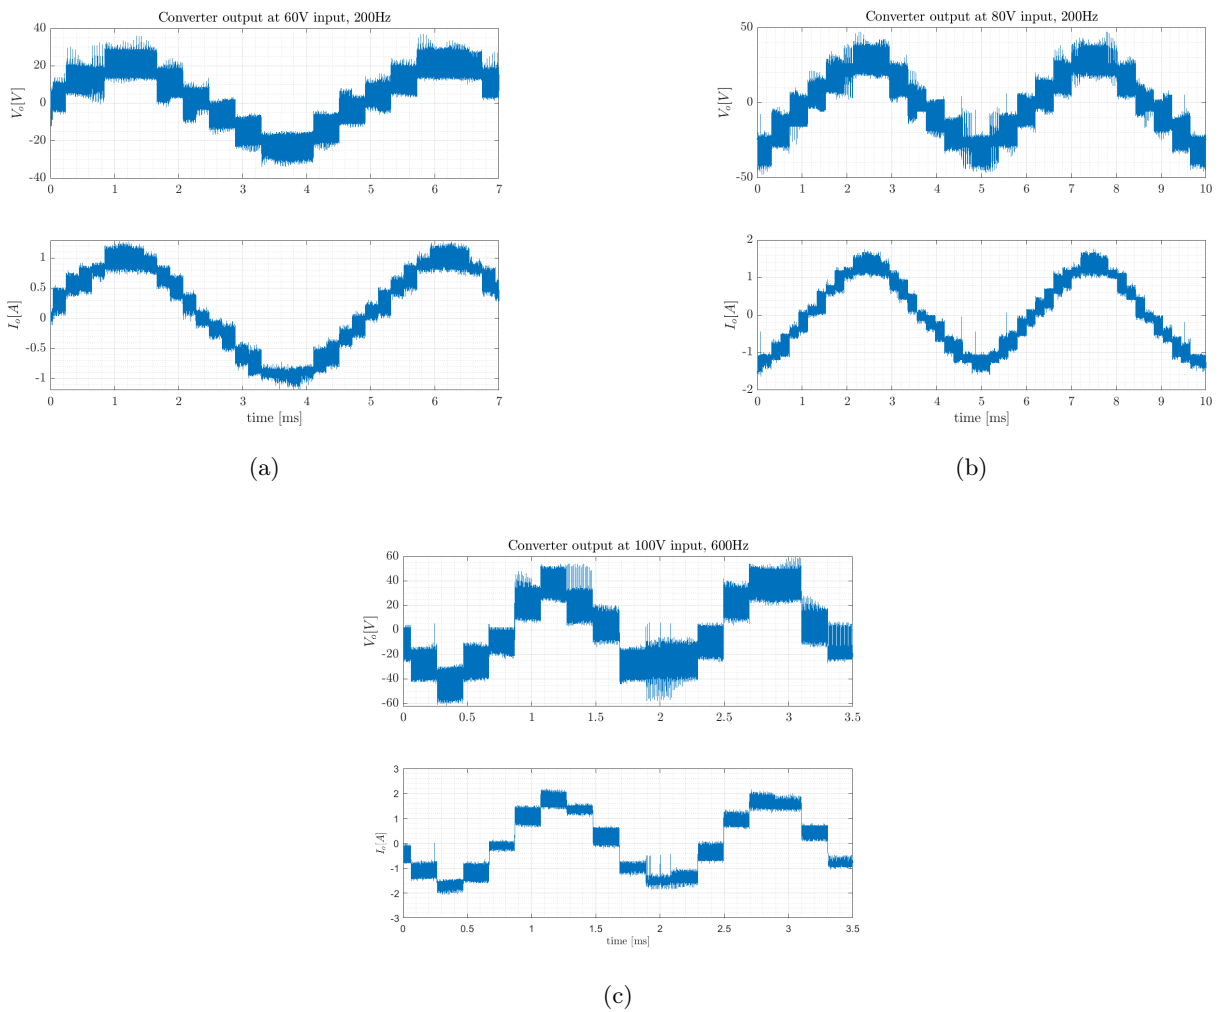 Converter output at 60V input, 200Hz
V_o[V]
40
20
0
-20
-40
0 1 2 3 4 5 6 7
I_o[A]
1
0.5
0
-0.5
-1
0 1 2 3 4 5 6 7
time [ms]
(a)
Converter output at 80V input, 200Hz
V_o[V]
50
0
-50
0 1 2 3 4 5 6 7 8 9 10
I_o[A]
2
1
0
-1
-2
0 1 2 3 4 5 6 7 8 9 10
time [ms]
(b)
Converter output at 100V input, 600Hz
V_o[V]
60
40
20
0
-20
-40
-60
0 0.5 1 1.5 2 2.5 3 3.5
I_o[A]
3
2
1
0
-1
-2
-3
0 0.5 1 1.5 2 2.5 3 3.5
time [ms]
(c)